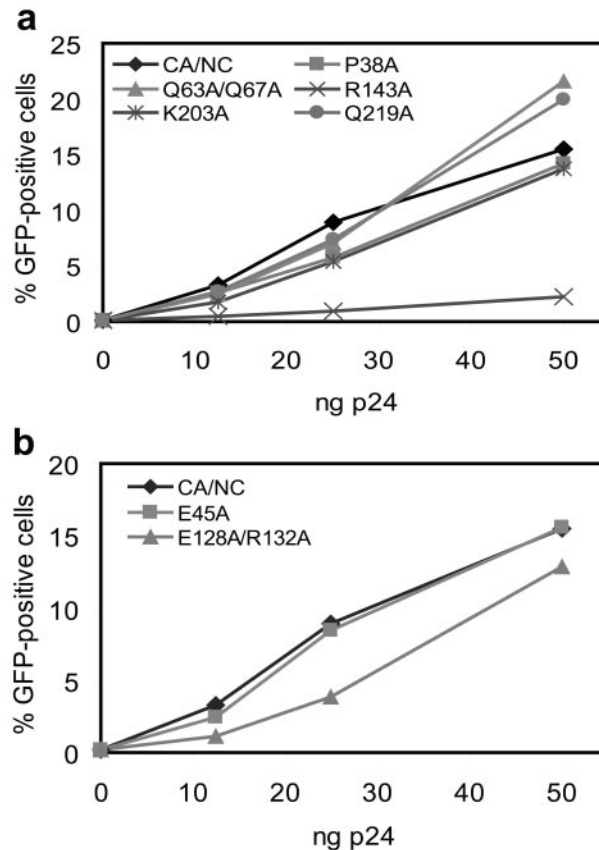 a
25
20
15
10
5
0
% GFP-positive cells
CA/NC P38A
Q63A/Q67A R143A
K203A Q219A
0 10 20 30 40 50
ng p24
b
20
15
10
5
0
% GFP-positive cells
CA/NC
E45A
E128A/R132A
0 10 20 30 40 50
ng p24